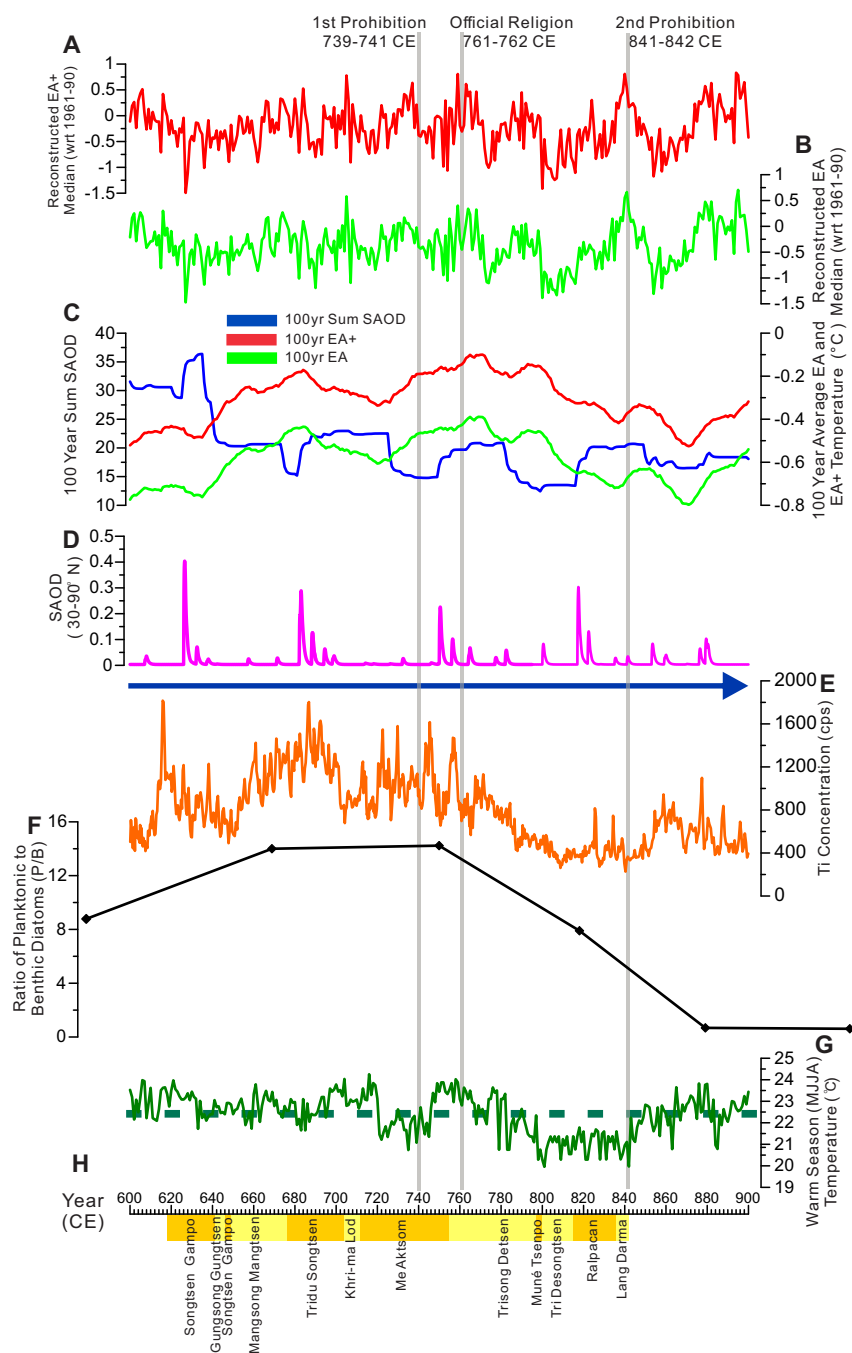 1st Prohibition
739-741 CE
Official Religion
761-762 CE
2nd Prohibition
841-842 CE
A
Reconstructed EA+
Median (wrt 1961-90)
1
0.5
0
-0.5
-1
-1.5
B
Reconstructed EA
Median (wrt 1961-90)
1
0.5
0
-0.5
-1
-1.5
C
100yr Sum SAOD
100yr EA+
100yr EA
100 Year Sum SAOD
40
35
30
25
20
15
10
0
-0.2
-0.4
-0.6
-0.8
100 Year Average EA and
EA+ Temperature (°C)
D
SAOD
( 30-90° N)
0.5
0.4
0.3
0.2
0.1
0
E
2000
1600
1200
800
400
0
Ti Concentration (cps)
F
Ratio of Planktonic to
Benthic Diatoms (P/B)
16
12
8
4
0
G
25
24
23
22
21
20
19
Warm Season (MJJA)
Temperature (℃)
H
Year
(CE)
600 620 640 660 680 700 720 740 760 780 800 820 840 860 880 900
Songtsen Gampo
Gungsong Gungtsen
Songtsen Gampo
Mangsong Mangtsen
Tridu Songtsen
Khri-ma Lod
Me Aktsom
Trisong Detsen
Muné Tsenpo
Tri Desongtsen
Ralpacan
Lang Darma